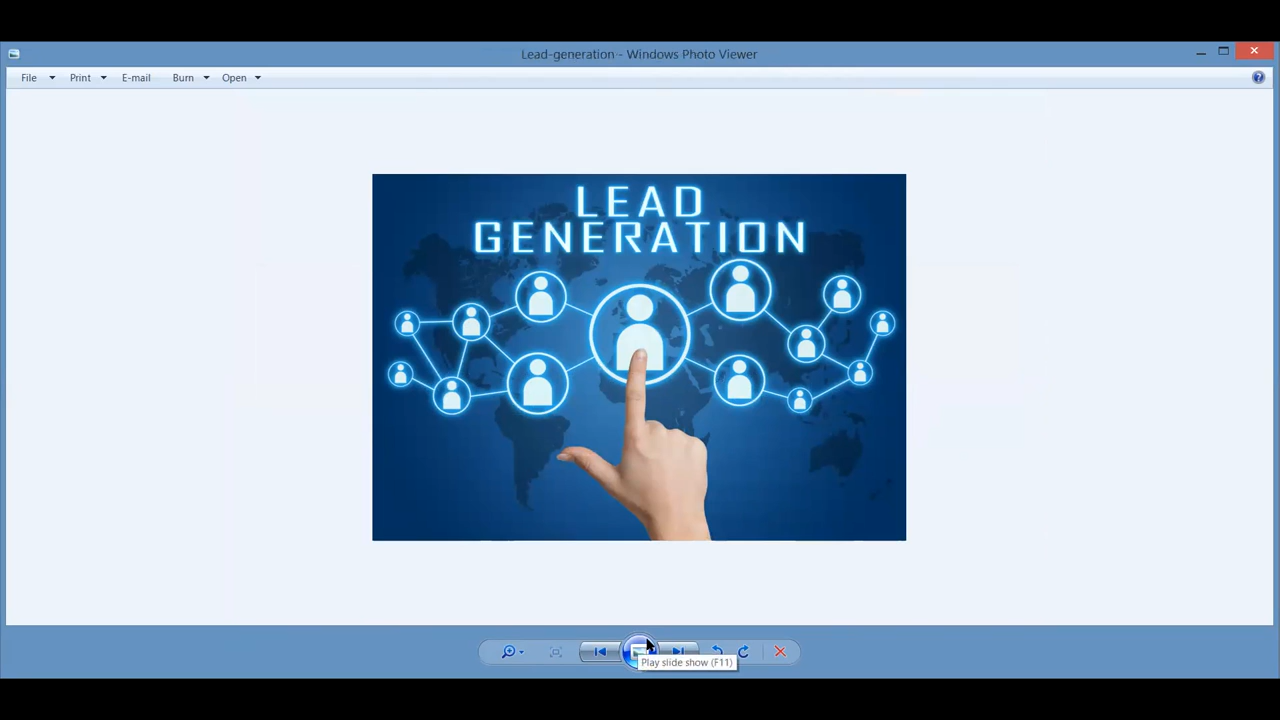 Lead-generation - Windows Photo Viewer
File Print E-mail Burn Open
LEAD
GENERATION
Play slide show (F11)